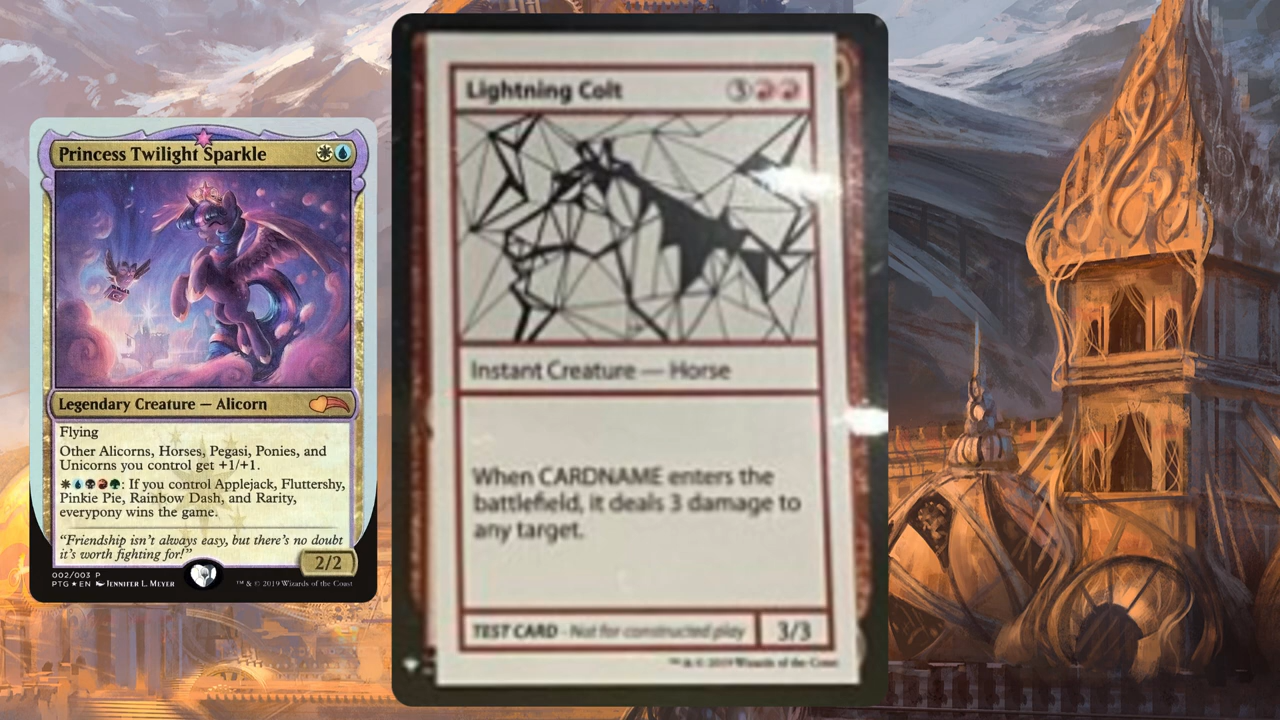 Princess Twilight Sparkle
Legendary Creature — Alicorn
Flying
Other Alicorns, Horses, Pegasi, Ponies, and
Unicorns you control get +1/+1.
: If you control Applejack, Fluttershy,
Pinkie Pie, Rainbow Dash, and Rarity,
everypony wins the game.
“Friendship isn’t always easy, but there’s no doubt
it’s worth fighting for!”
2/2
002/003 P
PTG ★ EN Jennifer L. Meyer
™ & © 2019 Wizards of the Coast
Lightning Colt 3
Instant Creature — Horse
When CARDNAME enters the
battlefield, it deals 3 damage to
any target.
TEST CARD - Not for constructed play
3/3
™ & © 2019 Wizards of the Coast